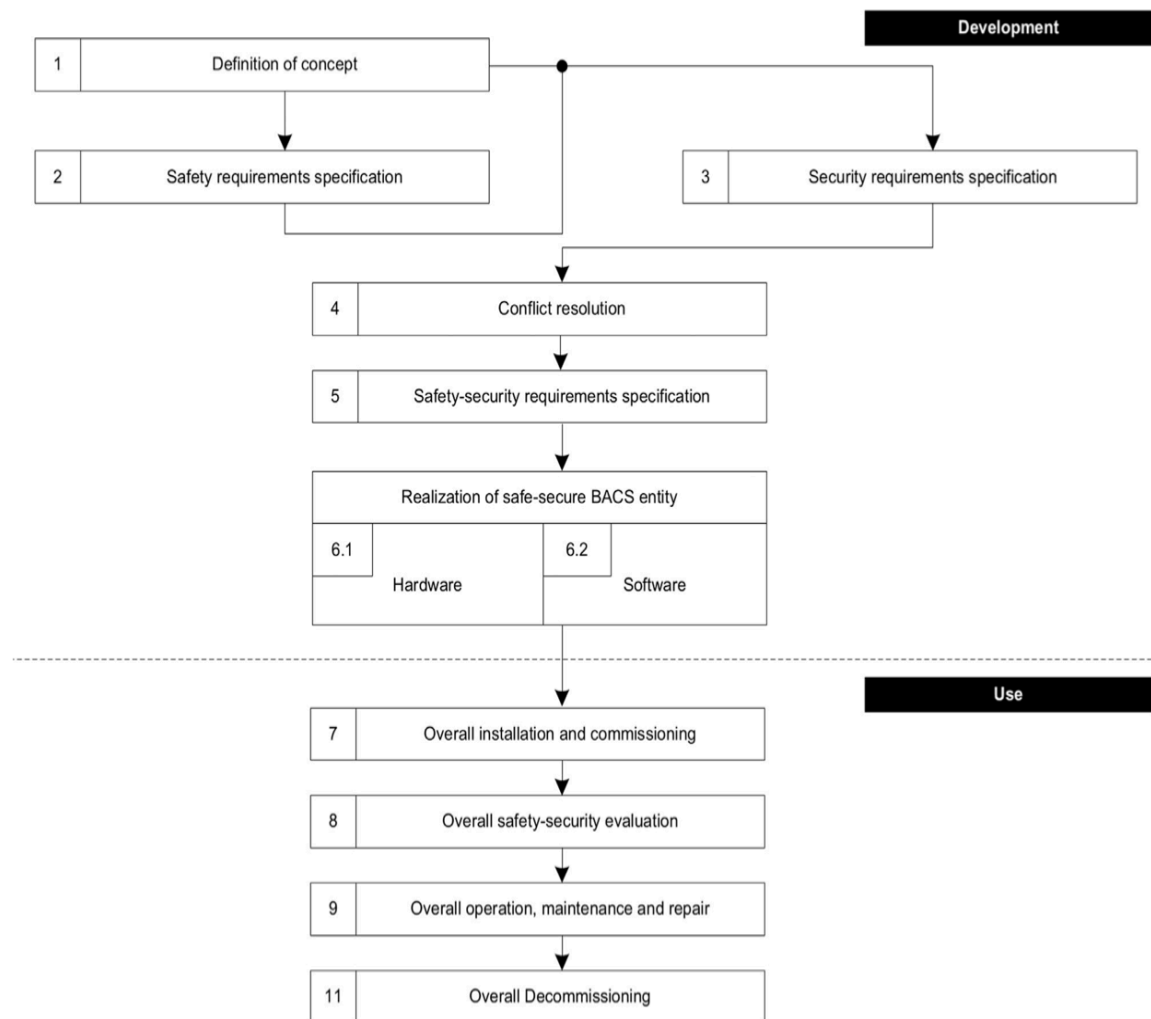 Development
1 Definition of concept
2 Safety requirements specification
3 Security requirements specification
4 Conflict resolution
5 Safety-security requirements specification
Realization of safe-secure BACS entity
6.1 6.2
Hardware Software
Use
7 Overall installation and commissioning
8 Overall safety-security evaluation
9 Overall operation, maintenance and repair
11 Overall Decommissioning